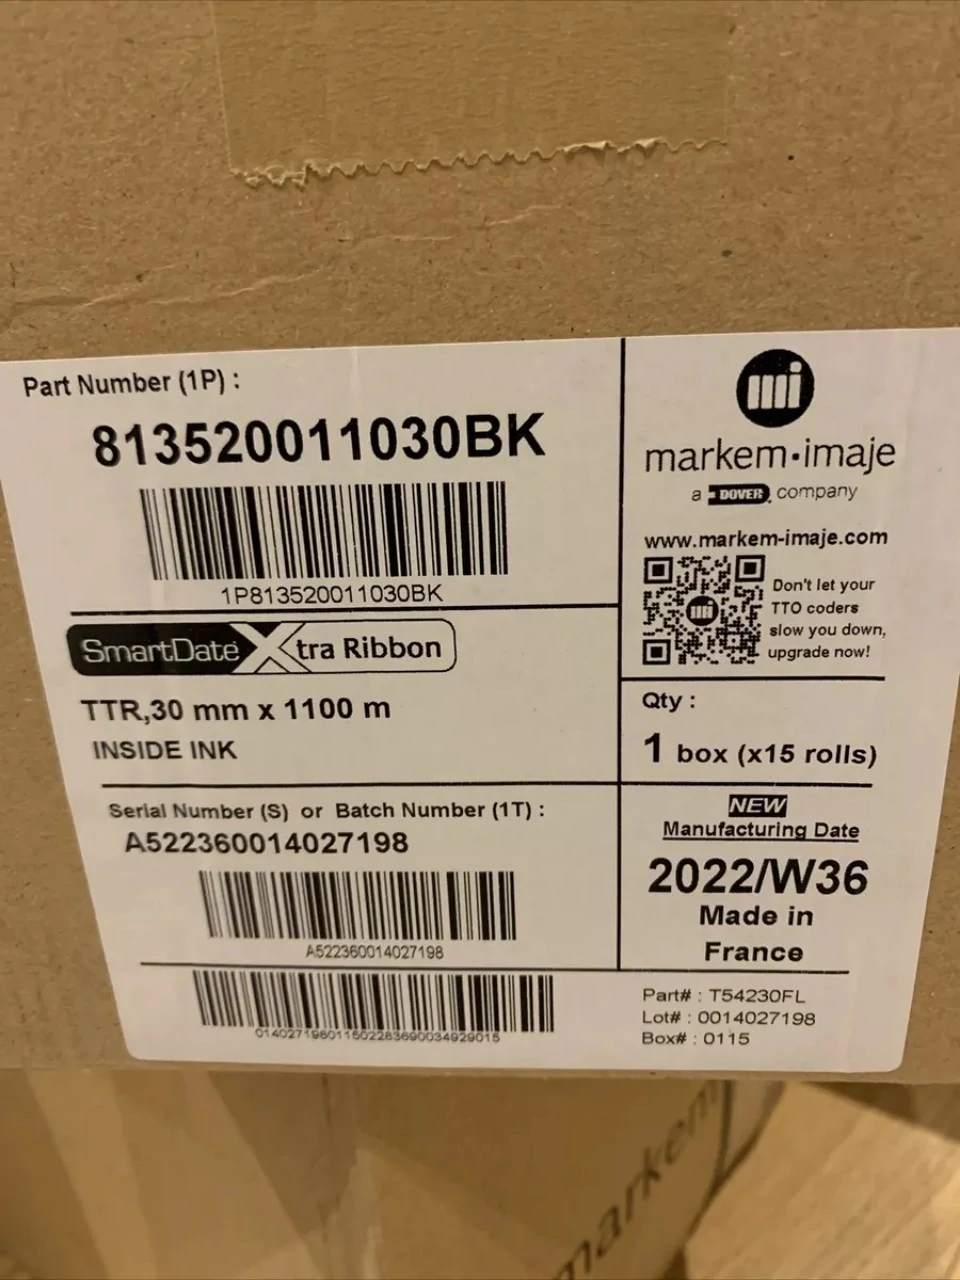 Part Number (1P) :
813520011030BK
1P813520011030BK
SmartDate Xtra Ribbon
TTR,30 mm x 1100 m
INSIDE INK
Serial Number (S) or Batch Number (1T) :
A522360014027198
A522360014027198
mi
markem•imaje
a DOVER company
www.markem-imaje.com
mi
Don't let your
TTO coders
slow you down,
upgrade now!
Qty :
1 box (x15 rolls)
NEW
Manufacturing Date
2022/W36
Made in
France
Part# : T54230FL
Lot# : 0014027198
Box# : 0115
markem